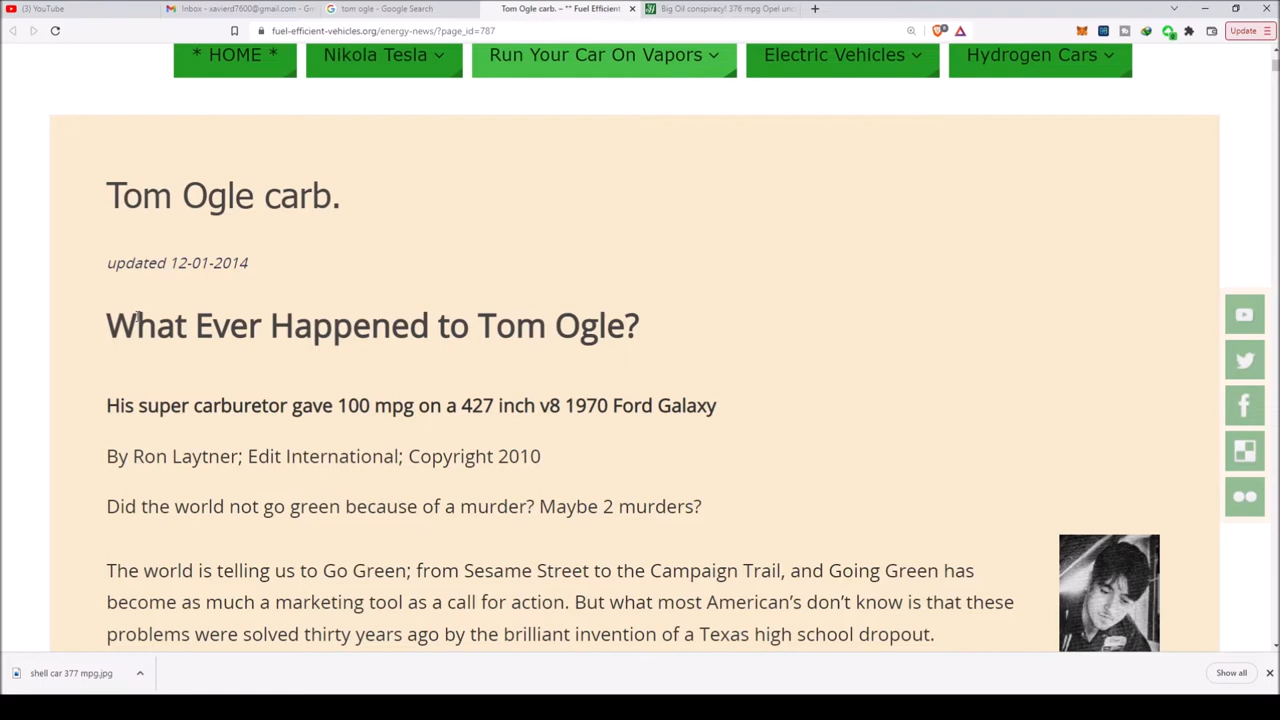 (3) YouTube
Inbox - savierd7600@gmail.com - Gm
tom ogle - Google Search
Tom Ogle carb. – ** Fuel Efficient
Big Oil conspiracy! 376 mpg Opel unc
fuel-efficient-vehicles.org/energy-news/?page_id=787
Update
* HOME *
Nikola Tesla
Run Your Car On Vapors
Electric Vehicles
Hydrogen Cars
Tom Ogle carb.
updated 12-01-2014
What Ever Happened to Tom Ogle?
His super carburetor gave 100 mpg on a 427 inch v8 1970 Ford Galaxy
By Ron Laytner; Edit International; Copyright 2010
Did the world not go green because of a murder? Maybe 2 murders?
The world is telling us to Go Green; from Sesame Street to the Campaign Trail, and Going Green has
become as much a marketing tool as a call for action. But what most American’s don’t know is that these
problems were solved thirty years ago by the brilliant invention of a Texas high school dropout.
shell car 377 mpg.jpg
Show all